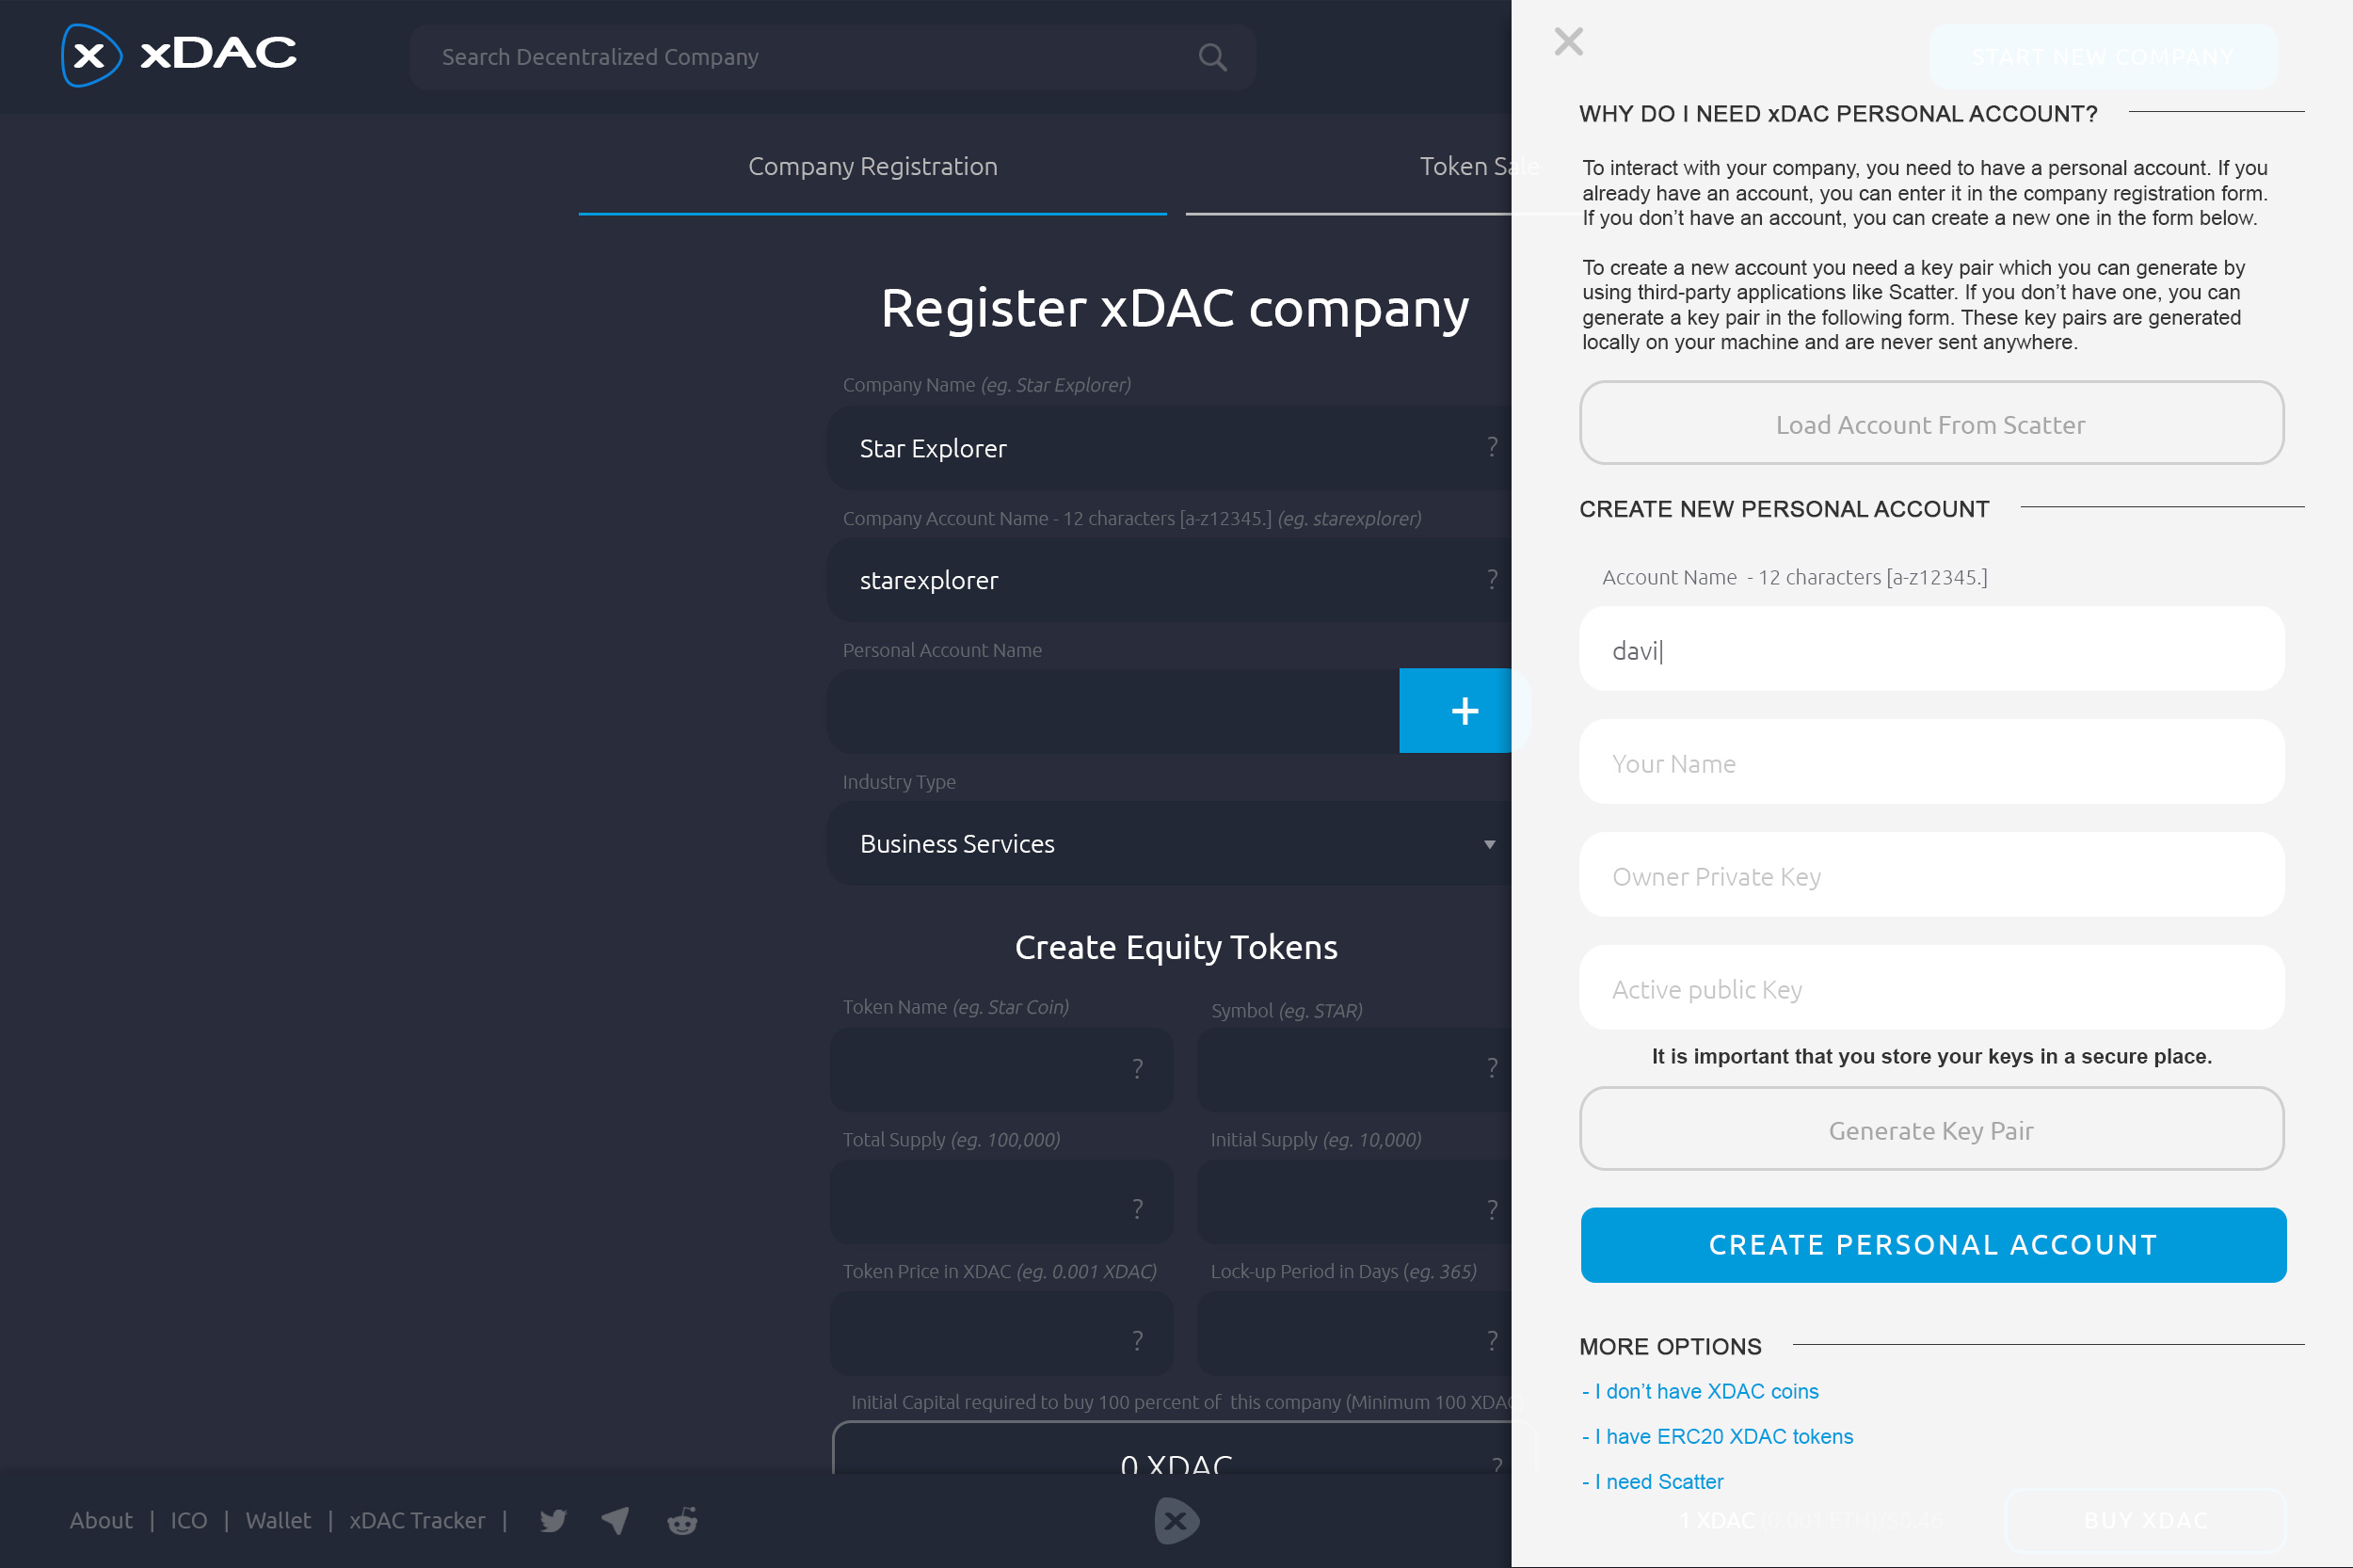 xDAC
Search Decentralized Company
START NEW COMPANY
Company Registration
Token Sale
Register xDAC company
Company Name (eg. Star Explorer)
Star Explorer
?
Company Account Name - 12 characters [a-z12345.] (eg. starexplorer)
starexplorer
?
Personal Account Name
+
Industry Type
Business Services
Create Equity Tokens
Token Name (eg. Star Coin)
Symbol (eg. STAR)
?
?
Total Supply (eg. 100,000)
Initial Supply (eg. 10,000)
?
?
Token Price in XDAC (eg. 0.001 XDAC)
Lock-up Period in Days (eg. 365)
?
?
Initial Capital required to buy 100 percent of this company (Minimum 100 XDAC)
0 XDAC
?
About | ICO | Wallet | xDAC Tracker |
WHY DO I NEED xDAC PERSONAL ACCOUNT?
To interact with your company, you need to have a personal account. If you
already have an account, you can enter it in the company registration form.
If you don’t have an account, you can create a new one in the form below.
To create a new account you need a key pair which you can generate by
using third-party applications like Scatter. If you don’t have one, you can
generate a key pair in the following form. These key pairs are generated
locally on your machine and are never sent anywhere.
Load Account From Scatter
CREATE NEW PERSONAL ACCOUNT
Account Name - 12 characters [a-z12345.]
davi|
Your Name
Owner Private Key
Active public Key
It is important that you store your keys in a secure place.
Generate Key Pair
CREATE PERSONAL ACCOUNT
MORE OPTIONS
- I don’t have XDAC coins
- I have ERC20 XDAC tokens
- I need Scatter
1 XDAC
BUY XDAC